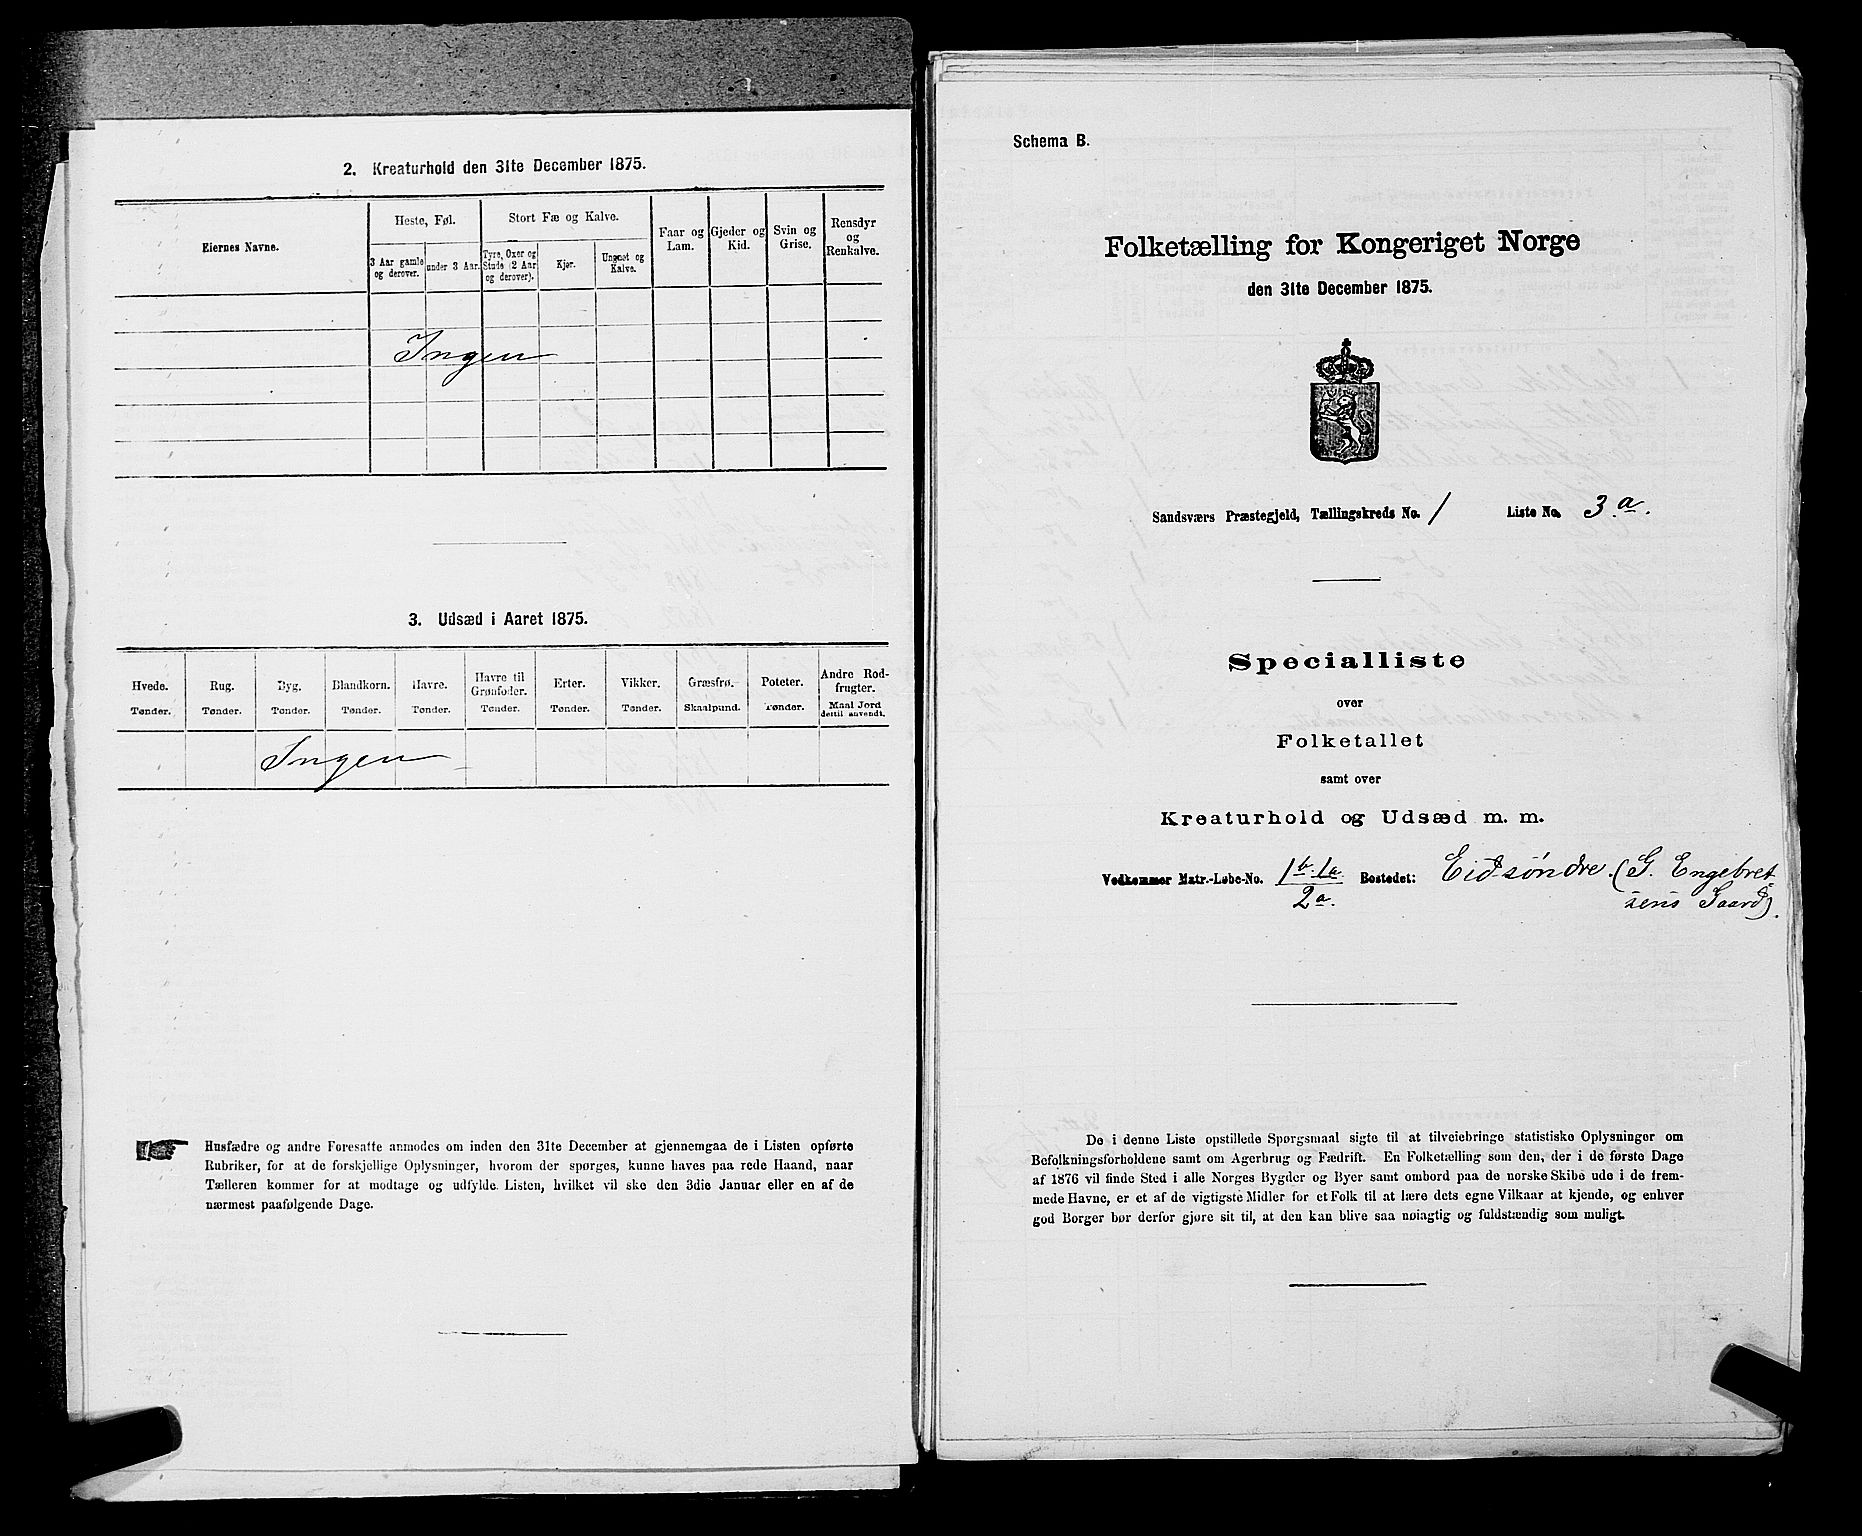 2. Kreaturhold den 31te December 1875.
Eiernes Navne.
Heste, Føl.
3 Aar gamle og derover.
under 3 Aar.
Stort Fæ og Kalve.
Tyre, Oxer og Stude (2 Aar og derover).
Kjør.
Ungnøt og Kalve.
Faar og Lam.
Gjeder og Kid.
Svin og Grise.
Rensdyr og Renkalve.
Ingen
3. Udsæd i Aaret 1875.
Hvede. Rug. Byg. Blandkorn. Havre. Havre til Grønfoder. Erter. Vikker. Græsfrø. Poteter. Andre Rodfrugter.
Tønder. Tønder. Tønder. Tønder. Tønder. Tønder. Tønder. Tønder. Skaalpund. Tønder. Maal Jord dertil anvendt.
Ingen
Husfædre og andre Foresatte anmodes om inden den 31te December at gjennemgaa de i Listen opførte
Rubriker, for at de forskjellige Oplysninger, hvorom der spørges, kunne haves paa rede Haand, naar
Tælleren kommer for at modtage og udfylde Listen, hvilket vil ske den 3die Januar eller en af de
nærmest paafølgende Dage.
Schema B.
Folketælling for Kongeriget Norge
den 31te December 1875.
Sandsværs Præstegjeld, Tællingskreds No. 1 Liste No. 3 a.
Specialliste
over
Folketallet
samt over
Kreaturhold og Udsæd m. m.
Vedkommer Matr.-Løbe-No. 1b. 1a. Bostedet: Eidsøndre. (G. Engebret
2a. sens Gaard).
De i denne Liste opstillede Spørgsmaal sigte til at tilveiebringe statistiske Oplysninger om
Befolkningsforholdene samt om Agerbrug og Fædrift. En Folketælling som den, der i de første Dage
af 1876 vil finde Sted i alle Norges Bygder og Byer samt ombord paa de norske Skibe ude i de frem-
mede Havne, er et af de vigtigste Midler for et Folk til at lære dets egne Vilkaar at kjende, og enhver
god Borger bør derfor gjøre sit til, at den kan blive saa nøiagtig og fuldstændig som muligt.